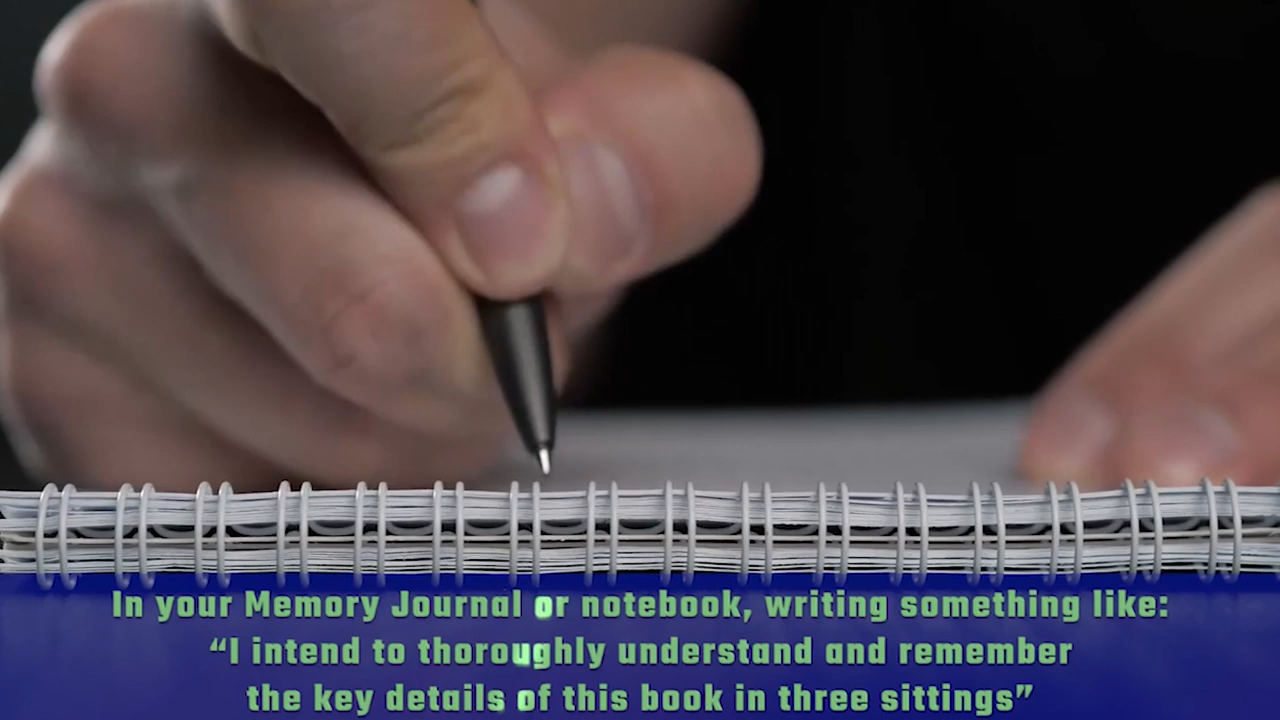 In your Memory Journal or notebook, writing something like:
“I intend to thoroughly understand and remember
the key details of this book in three sittings”